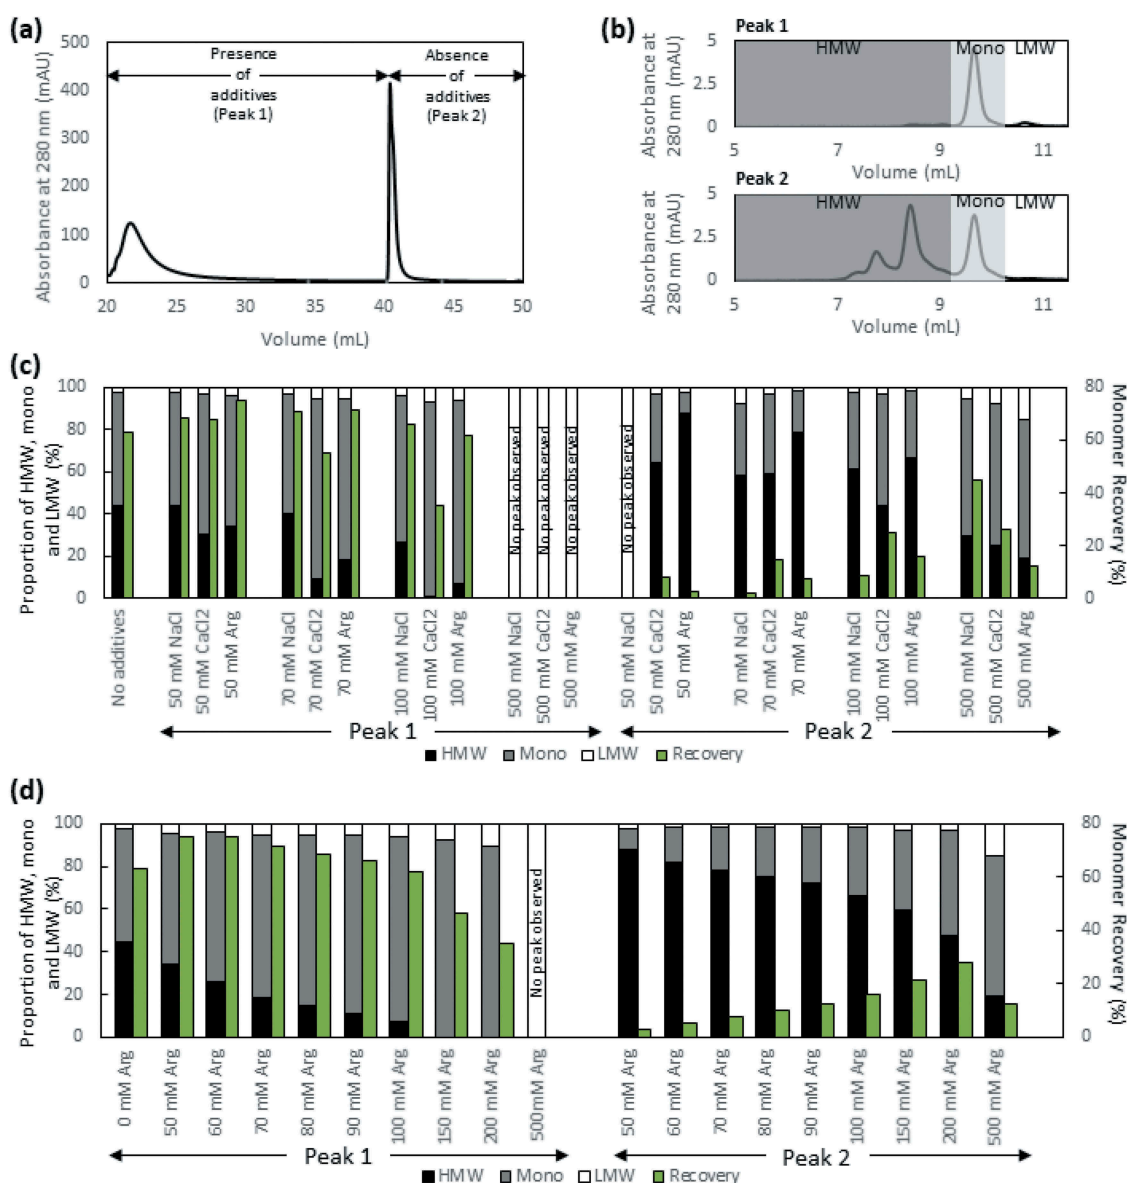 (a)
500
400
300
200
100
0
Absorbance at 280 nm (mAU)
Presence
of
additives
(Peak 1)
Absence
of
additives
(Peak 2)
20
25
30
35
40
45
50
Volume (mL)
(b)
Peak 1
Absorbance at
280 nm (mAU)
5
2.5
0
HMW
Mono
LMW
5
7
9
11
Volume (mL)
Peak 2
Absorbance at
280 nm (mAU)
5
2.5
0
HMW
Mono
LMW
5
7
9
11
Volume (mL)
(c)
Proportion of HMW, mono
and LMW (%)
100
80
60
40
20
0
No peak observed
No peak observed
No peak observed
No peak observed
80
60
40
20
0
Monomer Recovery (%)
No additives
50 mM NaCl
50 mM CaCl2
50 mM Arg
70 mM NaCl
70 mM CaCl2
70 mM Arg
100 mM NaCl
100 mM CaCl2
100 mM Arg
500 mM NaCl
500 mM CaCl2
500 mM Arg
50 mM NaCl
50 mM CaCl2
50 mM Arg
70 mM NaCl
70 mM CaCl2
70 mM Arg
100 mM NaCl
100 mM CaCl2
100 mM Arg
500 mM NaCl
500 mM CaCl2
500 mM Arg
Peak 1
Peak 2
HMW Mono LMW Recovery
(d)
Proportion of HMW, mono
and LMW (%)
100
80
60
40
20
0
No peak observed
80
60
40
20
0
Monomer Recovery (%)
0 mM Arg
50 mM Arg
60 mM Arg
70 mM Arg
80 mM Arg
90 mM Arg
100 mM Arg
150 mM Arg
200 mM Arg
500mM Arg
50 mM Arg
60 mM Arg
70 mM Arg
80 mM Arg
90 mM Arg
100 mM Arg
150 mM Arg
200 mM Arg
500 mM Arg
Peak 1
Peak 2
HMW Mono LMW Recovery